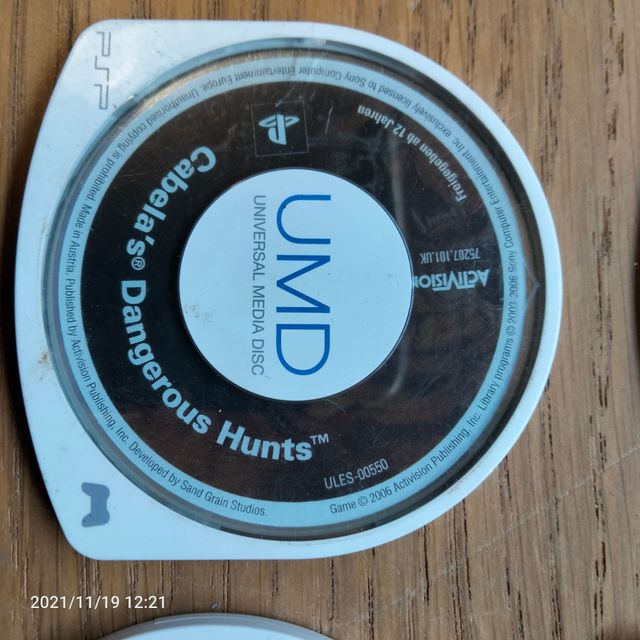 PSP
Cabela's® Dangerous Hunts™
UMD
UNIVERSAL MEDIA DISC
Freigegeben ab 12 Jahren
75207.101.UK
ACTIVISION
ULES-00550
Library programs © 1997, 2005 Sony Computer Entertainment Inc exclusively licensed to Sony Computer Entertainment Europe. Unauthorised copying is prohibited Made in Austria. Published by Activision Publishing, Inc. Developed by Sand Grain Studios.
Game © 2006 Activision Publishing, Inc.
2021/11/19 12:21